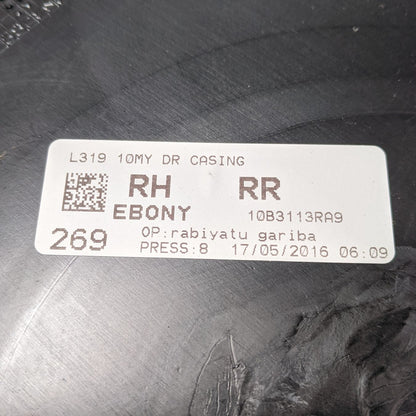 L319 10MY DR CASING
RH RR
EBONY 10B3113RA9
269 OP:rabiyatu gariba
PRESS:8 17/05/2016 06:09